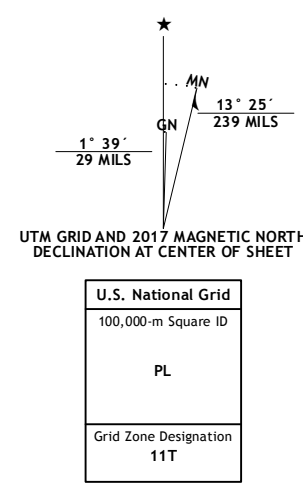 ★
MN
GN
1° 39´
29 MILS
13° 25´
239 MILS
UTM GRID AND 2017 MAGNETIC NORTH
DECLINATION AT CENTER OF SHEET
U.S. National Grid
100,000-m Square ID
PL
Grid Zone Designation
11T